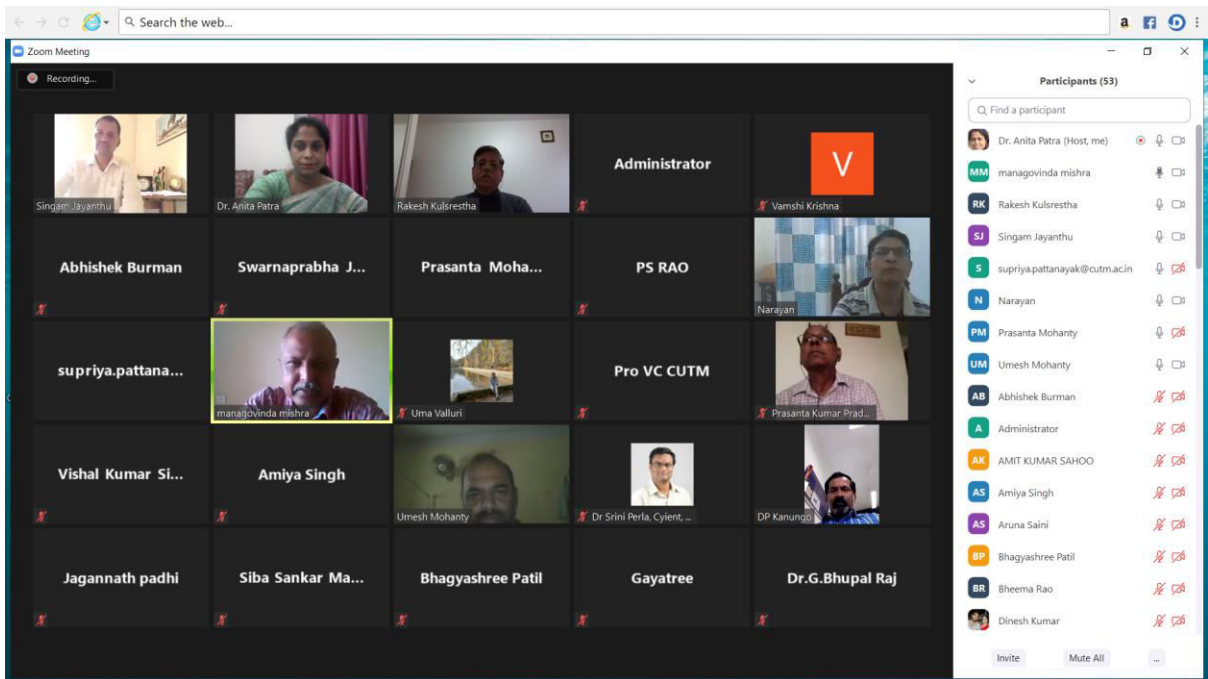 Search the web...
a
Zoom Meeting
Recording...
Singam Jayanthu
Dr. Anita Patra
Rakesh Kulsrestha
Administrator
V
Vamshi Krishna
Abhishek Burman
Swarnaprabha J...
Prasanta Moha...
PS RAO
Narayan
supriya.pattana...
managovinda mishra
Uma Valluri
Pro VC CUTM
Prasanta Kumar Prad...
Vishal Kumar Si...
Amiya Singh
Umesh Mohanty
Dr Srini Perla, Cyient, ...
DP Kanungo
Jagannath padhi
Siba Sankar Ma...
Bhagyashree Patil
Gayatree
Dr.G.Bhupal Raj
Participants (53)
Find a participant
Dr. Anita Patra (Host, me)
MM managovinda mishra
RK Rakesh Kulsrestha
SJ Singam Jayanthu
S supriya.pattanayak@cutm.ac.in
N Narayan
PM Prasanta Mohanty
UM Umesh Mohanty
AB Abhishek Burman
A Administrator
AK AMIT KUMAR SAHOO
AS Amiya Singh
AS Aruna Saini
BP Bhagyashree Patil
BR Bheema Rao
Dinesh Kumar
Invite Mute All ...